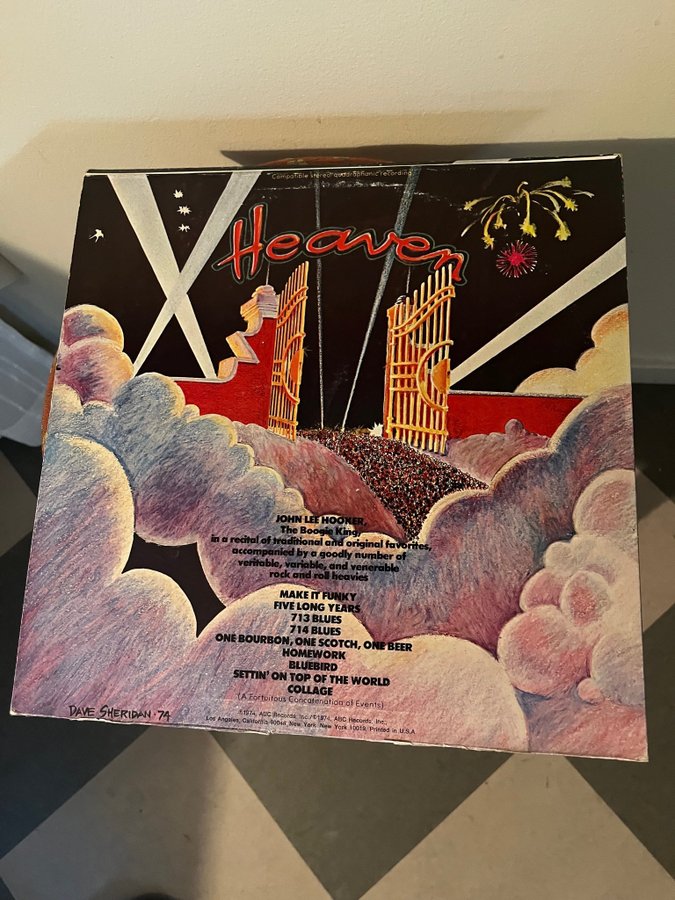 Compatible stereo/quadraphonic recording
Heaven
JOHN LEE HOOKER,
The Boogie King,
in a recital of traditional and original favorites,
accompanied by a goodly number of
veritable, variable, and venerable
rock and roll heavies
MAKE IT FUNKY
FIVE LONG YEARS
713 BLUES
714 BLUES
ONE BOURBON, ONE SCOTCH, ONE BEER
HOMEWORK
BLUEBIRD
SETTIN' ON TOP OF THE WORLD
COLLAGE
(A Fortuitous Concatenation of Events)
DAVE SHERIDAN · 74
℗1974, ABC Records, Inc./©1974, ABC Records, Inc.,
Los Angeles, California 90048, New York, New York 10019/Printed in U.S.A.